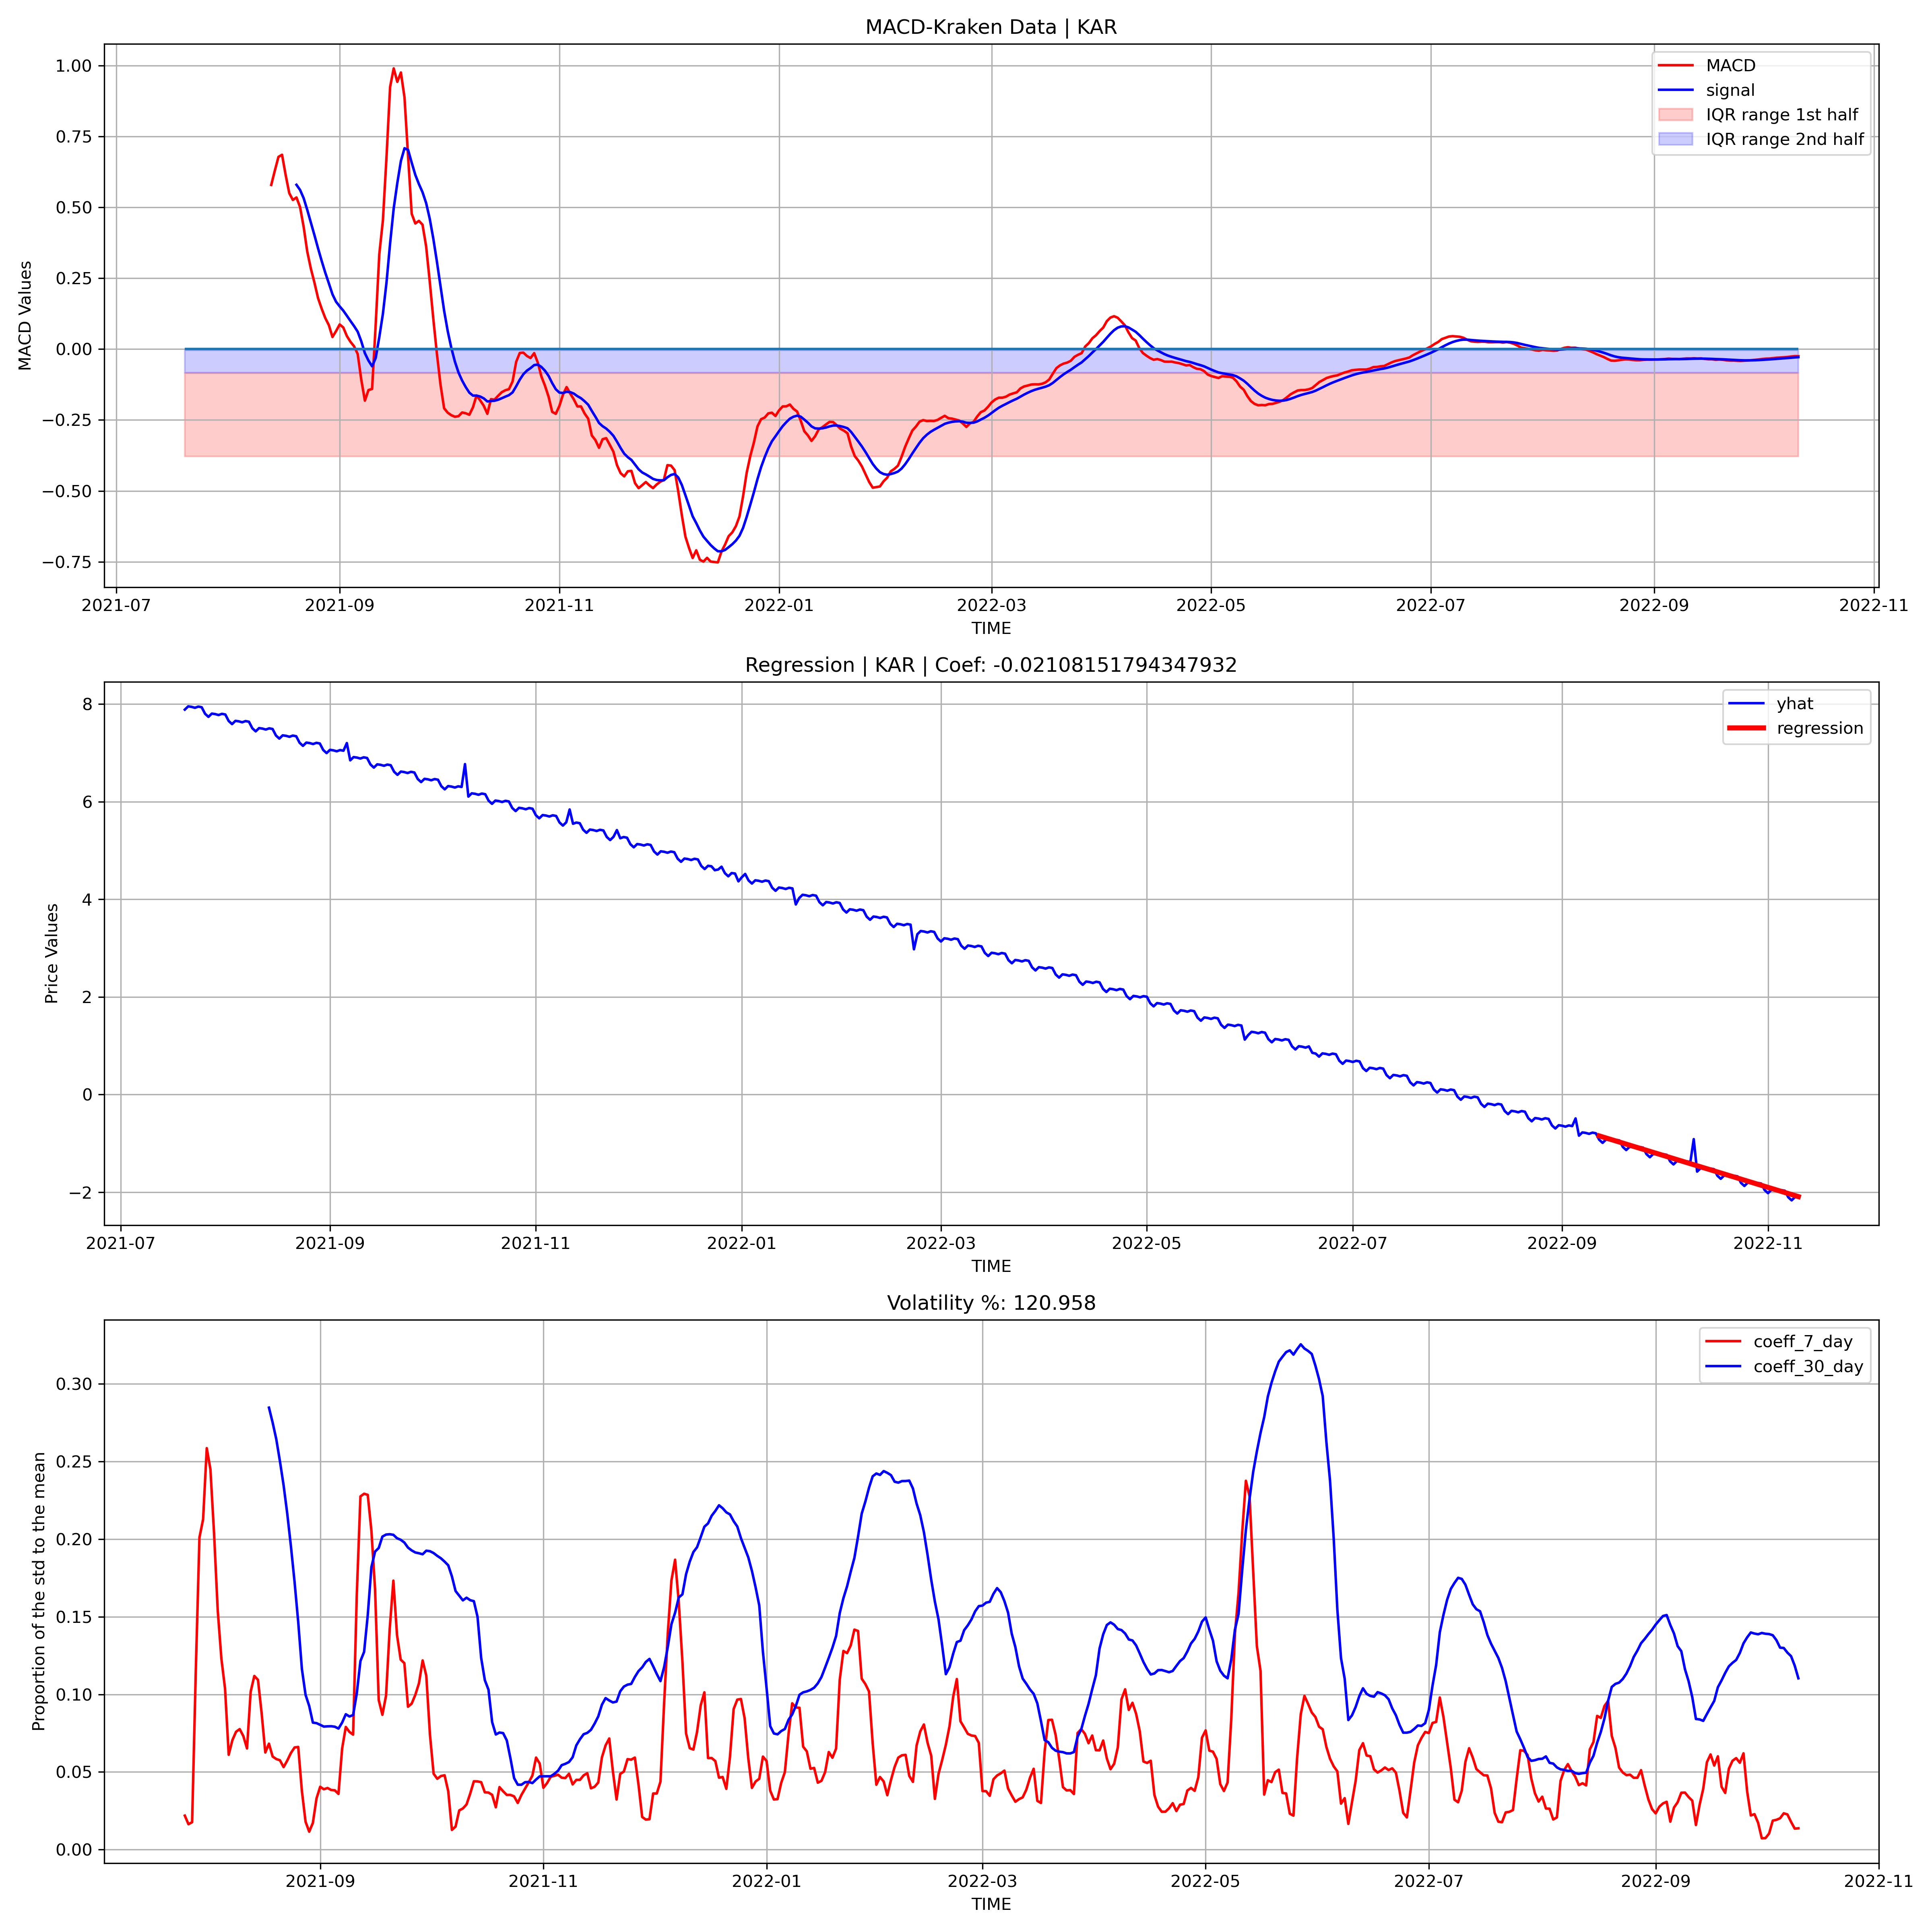 MACD-Kraken Data | KAR
MACD
signal
IQR range 1st half
IQR range 2nd half
MACD Values
1.00
0.75
0.50
0.25
0.00
−0.25
−0.50
−0.75
2021-07 2021-09 2021-11 2022-01 2022-03 2022-05 2022-07 2022-09 2022-11
TIME
Regression | KAR | Coef: -0.02108151794347932
yhat
regression
Price Values
8
6
4
2
0
−2
2021-07 2021-09 2021-11 2022-01 2022-03 2022-05 2022-07 2022-09 2022-11
TIME
Volatility %: 120.958
coeff_7_day
coeff_30_day
Proportion of the std to the mean
0.30
0.25
0.20
0.15
0.10
0.05
0.00
2021-09 2021-11 2022-01 2022-03 2022-05 2022-07 2022-09 2022-11
TIME